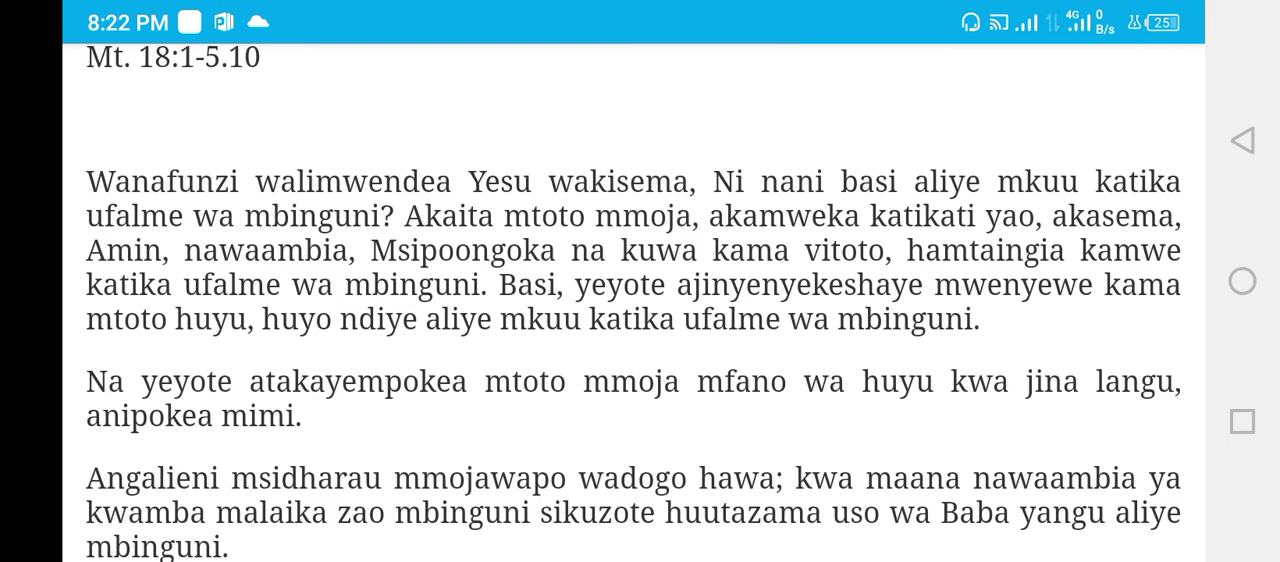 8:22 PM
4G 0 B/s 25
Mt. 18:1-5.10
Wanafunzi walimwendea Yesu wakisema, Ni nani basi aliye mkuu katika
ufalme wa mbinguni? Akaita mtoto mmoja, akamweka katikati yao, akasema,
Amin, nawaambia, Msipoongoka na kuwa kama vitoto, hamtaingia kamwe
katika ufalme wa mbinguni. Basi, yeyote ajinyenyekeshaye mwenyewe kama
mtoto huyu, huyo ndiye aliye mkuu katika ufalme wa mbinguni.
Na yeyote atakayempokea mtoto mmoja mfano wa huyu kwa jina langu,
anipokea mimi.
Angalieni msidharau mmojawapo wadogo hawa; kwa maana nawaambia ya
kwamba malaika zao mbinguni sikuzote huutazama uso wa Baba yangu aliye
mbinguni.